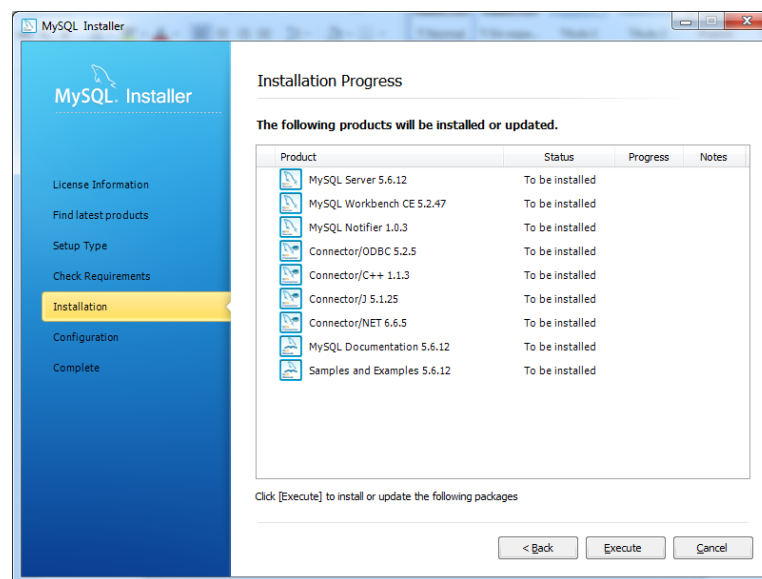 MySQL Installer
MySQL. Installer
License Information
Find latest products
Setup Type
Check Requirements
Installation
Configuration
Complete
Installation Progress
The following products will be installed or updated.
Product Status Progress Notes
MySQL Server 5.6.12 To be installed
MySQL Workbench CE 5.2.47 To be installed
MySQL Notifier 1.0.3 To be installed
Connector/ODBC 5.2.5 To be installed
Connector/C++ 1.1.3 To be installed
Connector/J 5.1.25 To be installed
Connector/NET 6.6.5 To be installed
MySQL Documentation 5.6.12 To be installed
Samples and Examples 5.6.12 To be installed
Click [Execute] to install or update the following packages
< Back Execute Cancel